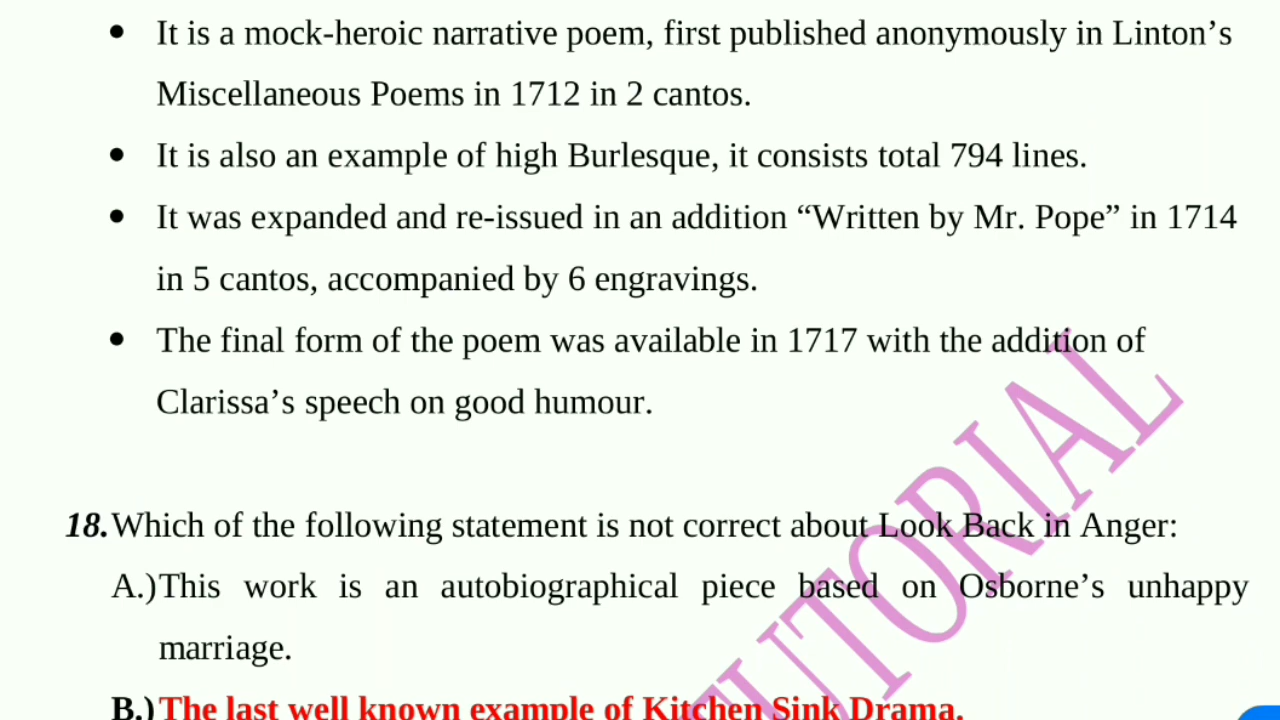 • It is a mock-heroic narrative poem, first published anonymously in Linton’s
Miscellaneous Poems in 1712 in 2 cantos.
• It is also an example of high Burlesque, it consists total 794 lines.
• It was expanded and re-issued in an addition “Written by Mr. Pope” in 1714
in 5 cantos, accompanied by 6 engravings.
• The final form of the poem was available in 1717 with the addition of
Clarissa’s speech on good humour.
18.Which of the following statement is not correct about Look Back in Anger:
A.)This work is an autobiographical piece based on Osborne’s unhappy
marriage.
B.)The last well known example of Kitchen Sink Drama.
UTORIAL